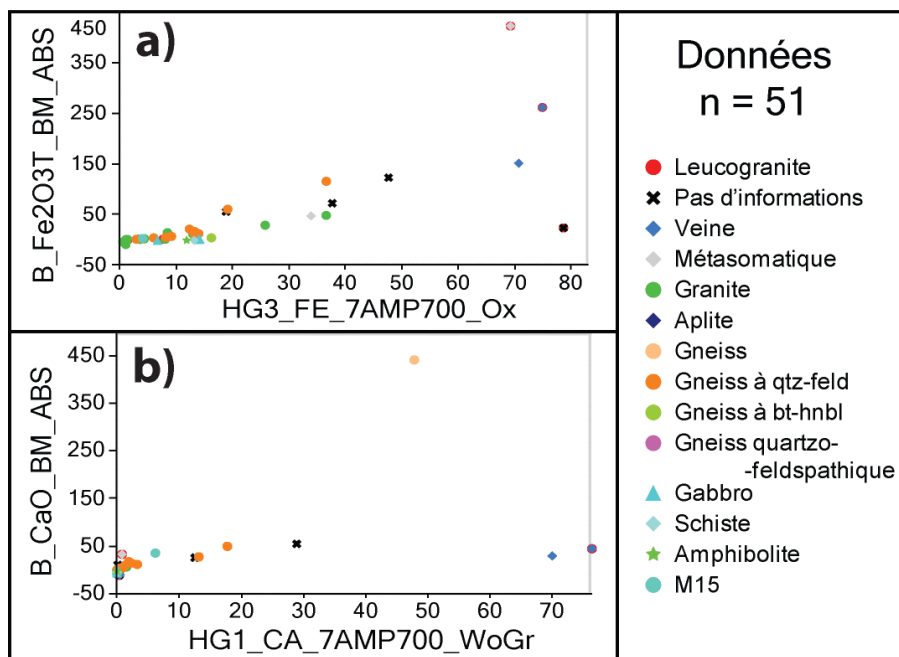 a)
B_Fe2O3T_BM_ABS
450
350
250
150
50
-50
0 10 20 30 40 50 60 70 80
HG3_FE_7AMP700_Ox
b)
B_CaO_BM_ABS
450
350
250
150
50
-50
0 10 20 30 40 50 60 70
HG1_CA_7AMP700_WoGr
Données
n = 51
Leucogranite
Pas d’informations
Veine
Métasomatique
Granite
Aplite
Gneiss
Gneiss à qtz-feld
Gneiss à bt-hnbl
Gneiss quartzo-
-feldspathique
Gabbro
Schiste
Amphibolite
M15